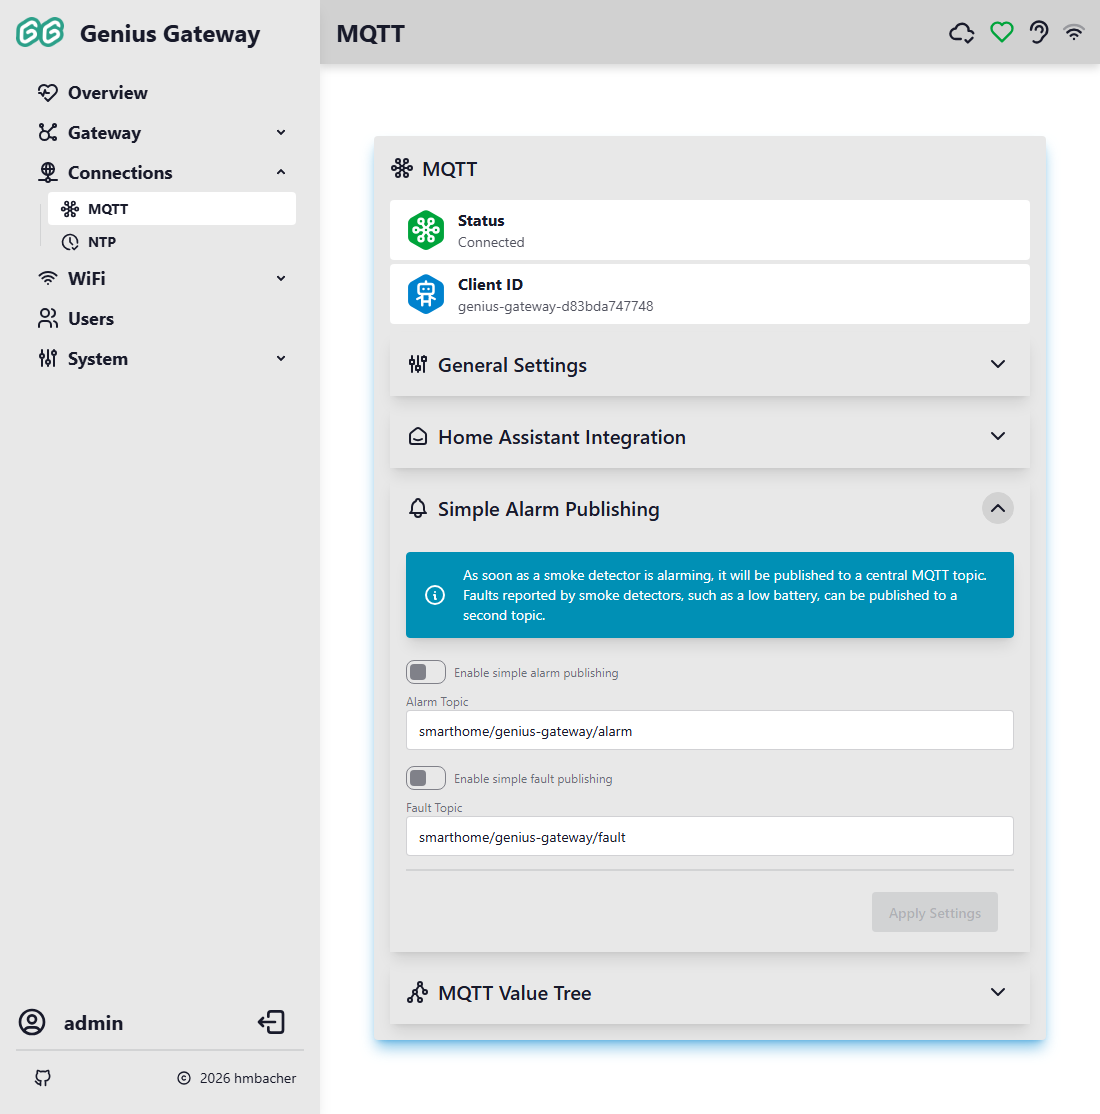 Genius Gateway
Overview
Gateway
Connections
MQTT
NTP
WiFi
Users
System
admin
© 2026 hmbacher
MQTT
MQTT
Status
Connected
Client ID
genius-gateway-d83bda747748
General Settings
Home Assistant Integration
Simple Alarm Publishing
As soon as a smoke detector is alarming, it will be published to a central MQTT topic.
Faults reported by smoke detectors, such as a low battery, can be published to a
second topic.
Enable simple alarm publishing
Alarm Topic
smarthome/genius-gateway/alarm
Enable simple fault publishing
Fault Topic
smarthome/genius-gateway/fault
Apply Settings
MQTT Value Tree